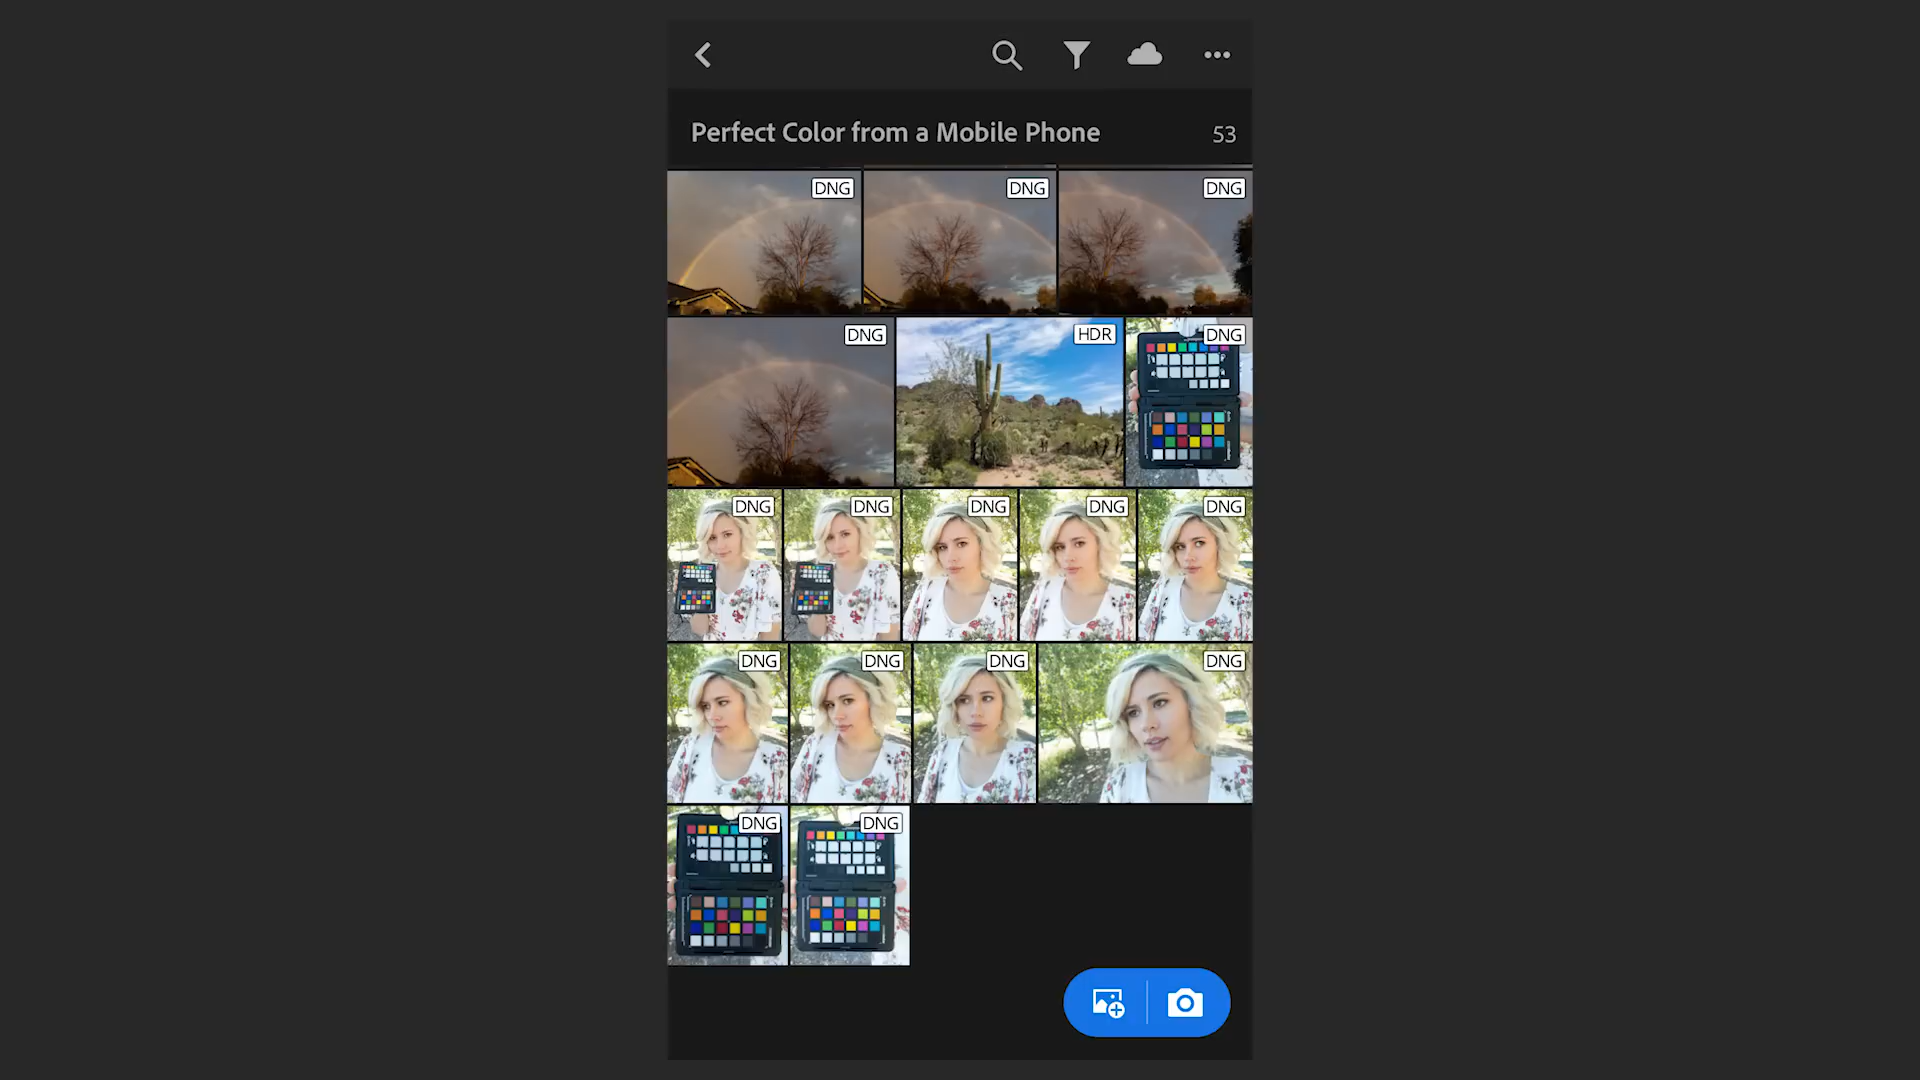 Perfect Color from a Mobile Phone 53
DNG DNG DNG
DNG HDR DNG
DNG DNG DNG DNG DNG
DNG DNG DNG DNG
DNG DNG